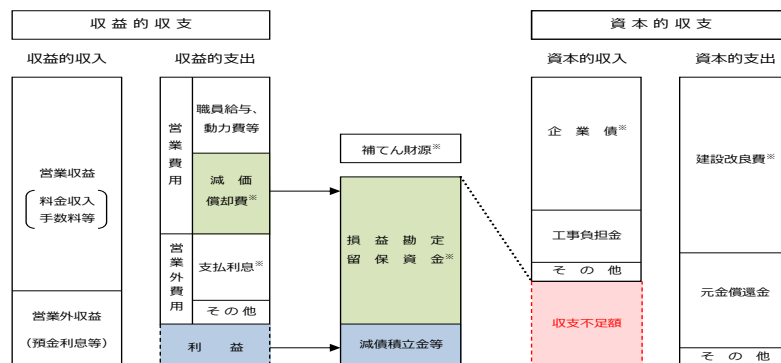 収益的収支
資本的収支
収益的収入
収益的支出
資本的収入
資本的支出
営業収益
料金収入
手数料等
営業外収益
(預金利息等)
営業費用
職員給与、
動力費等
減価
償却費※
営業外費用
支払利息※
その他
利益
補てん財源※
損益勘定
留保資金※
減債積立金等
企業債※
工事負担金
その他
収支不足額
建設改良費※
元金償還金
その他